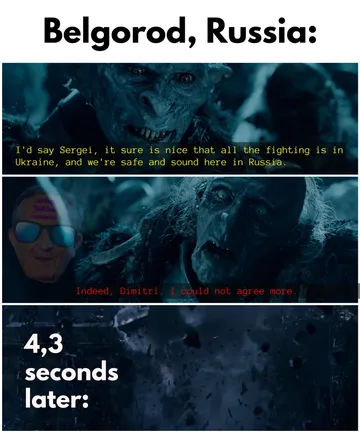 Belgorod, Russia:
I'd say Sergei, it sure is nice that all the fighting is in
Ukraine, and we're safe and sound here in Russia.
Indeed, Dimitri. I could not agree more.
4,3
seconds
later: